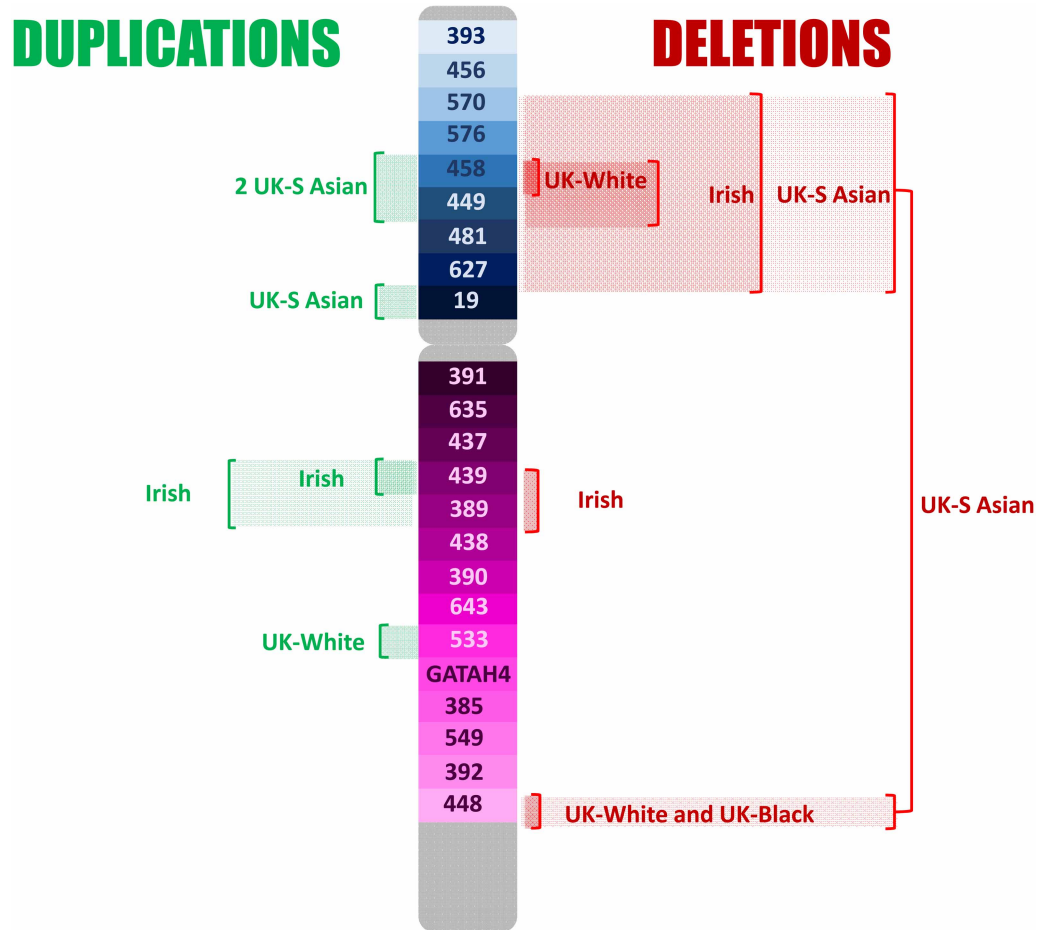 DUPLICATIONS
DELETIONS
393
456
570
576
458
449
481
627
19
391
635
437
439
389
438
390
643
533
GATAH4
385
549
392
448
2 UK-S Asian
UK-S Asian
Irish
Irish
UK-White
UK-White
Irish
UK-S Asian
Irish
UK-S Asian
UK-White and UK-Black